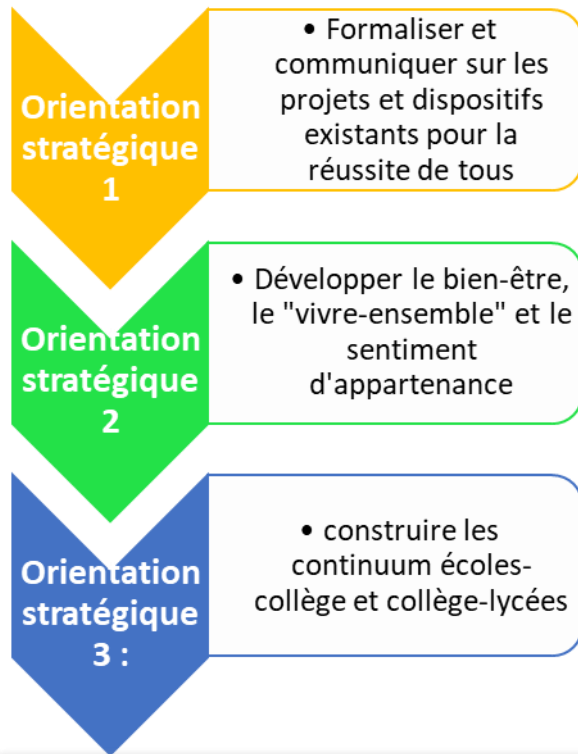 Orientation
stratégique
1
• Formaliser et
communiquer sur les
projets et dispositifs
existants pour la
réussite de tous
Orientation
stratégique
2
• Développer le bien-être,
le "vivre-ensemble" et le
sentiment
d'appartenance
Orientation
stratégique
3 :
• construire les
continuum écoles-
collège et collège-lycées